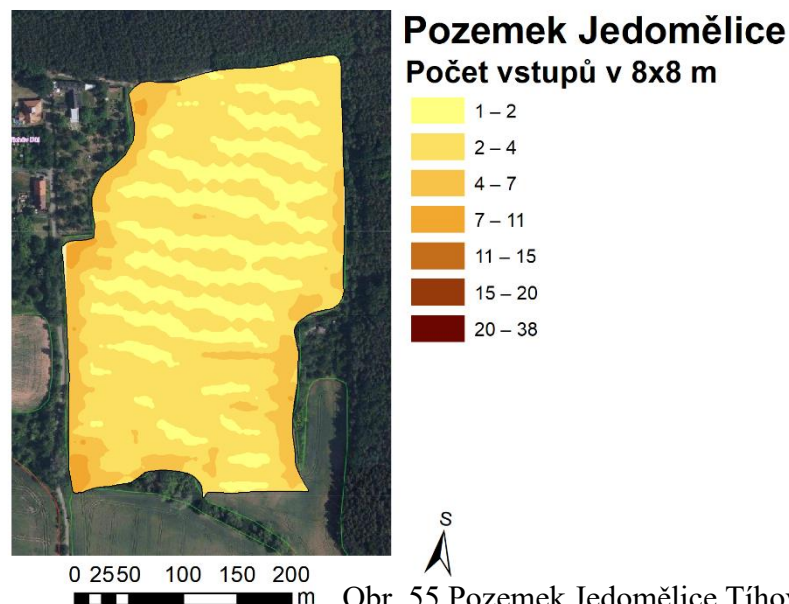 Pozemek Jedomělice
Počet vstupů v 8x8 m
1 – 2
2 – 4
4 – 7
7 – 11
11 – 15
15 – 20
20 – 38
S
0 25 50 100 150 200
m
Obr. 55 Pozemek Jedomělice